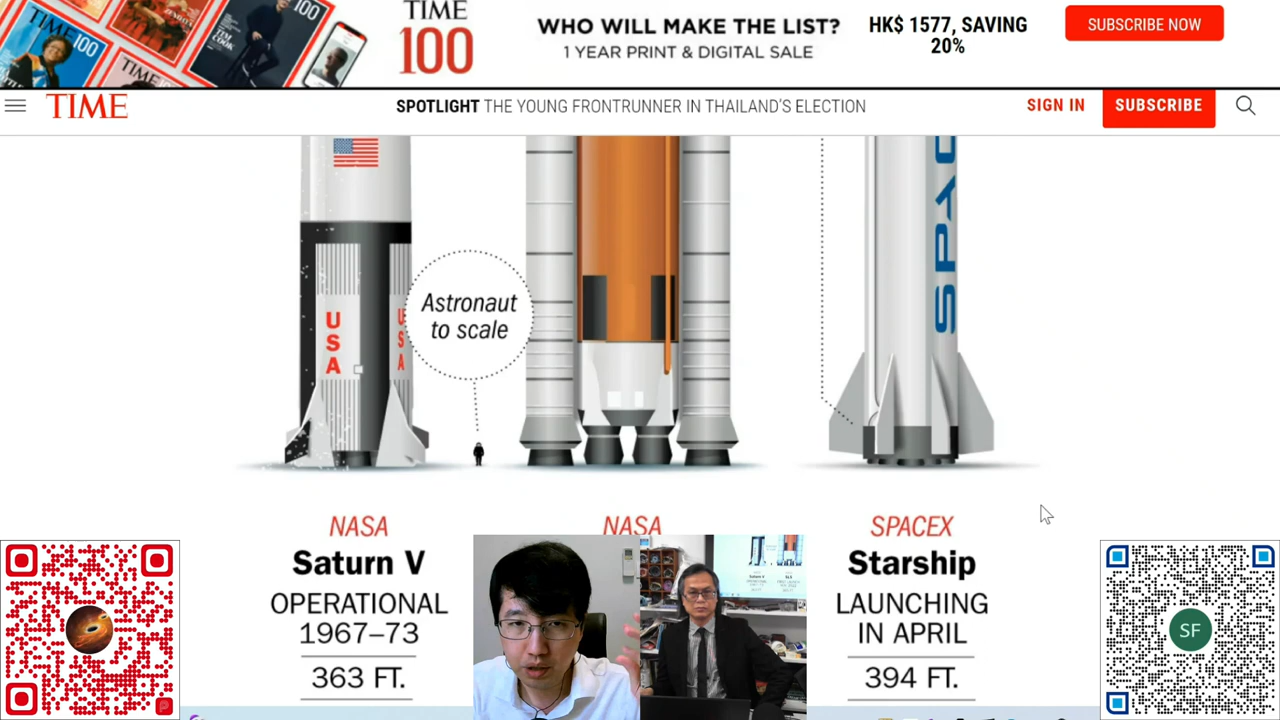 TIME
100
WHO WILL MAKE THE LIST?
1 YEAR PRINT & DIGITAL SALE
HK$ 1577, SAVING
20%
SUBSCRIBE NOW
TIME
SPOTLIGHT THE YOUNG FRONTRUNNER IN THAILAND'S ELECTION
SIGN IN
SUBSCRIBE
USA
USA
Astronaut
to scale
SPAC
NASA
Saturn V
OPERATIONAL
1967–73
363 FT.
NASA
SPACEX
Starship
LAUNCHING
IN APRIL
394 FT.
SF